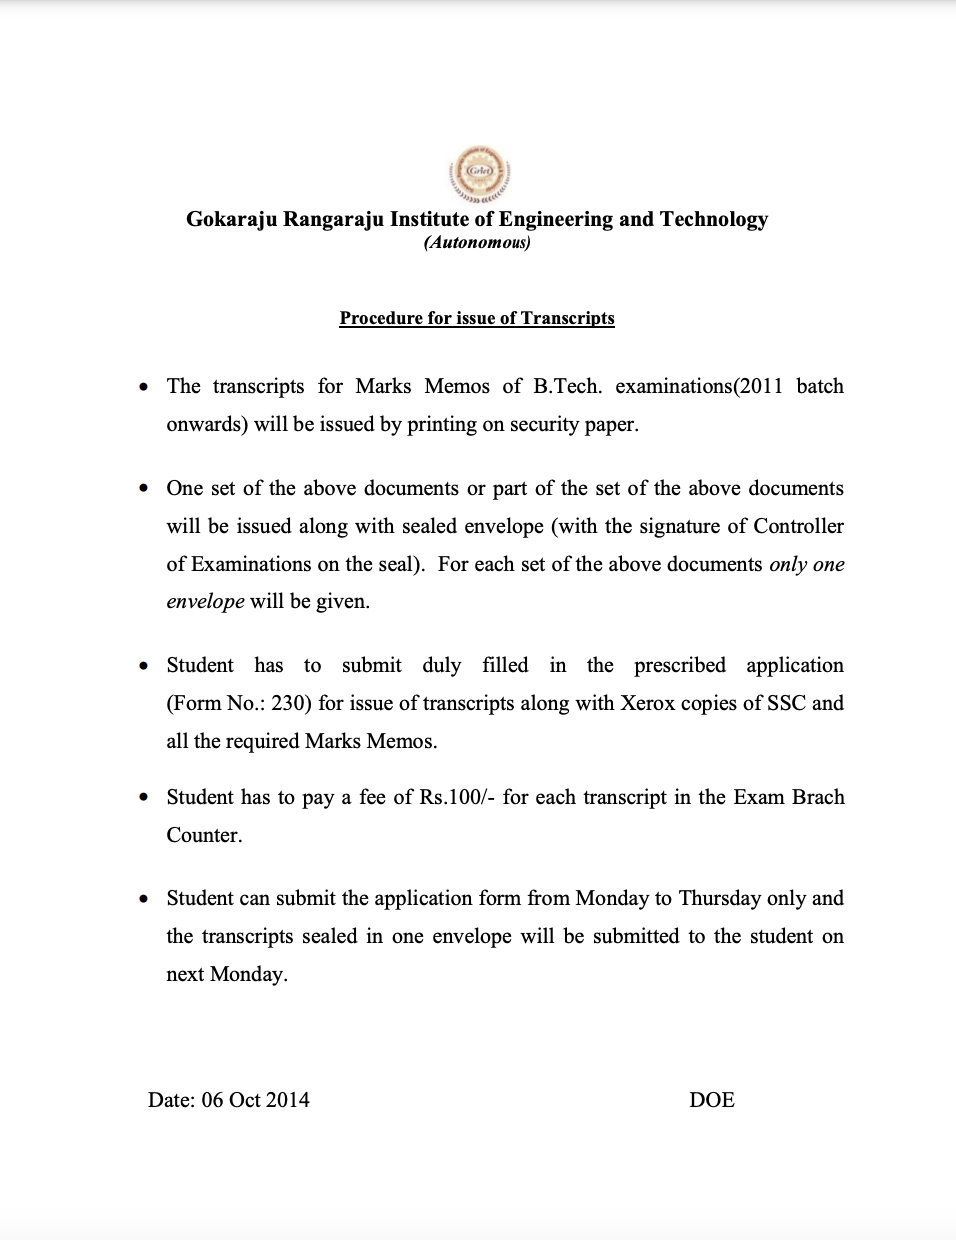 Griet
Gokaraju Rangaraju Institute of Engineering and Technology
(Autonomous)
Procedure for issue of Transcripts
• The transcripts for Marks Memos of B.Tech. examinations(2011 batch
onwards) will be issued by printing on security paper.
• One set of the above documents or part of the set of the above documents
will be issued along with sealed envelope (with the signature of Controller
of Examinations on the seal). For each set of the above documents only one
envelope will be given.
• Student has to submit duly filled in the prescribed application
(Form No.: 230) for issue of transcripts along with Xerox copies of SSC and
all the required Marks Memos.
• Student has to pay a fee of Rs.100/- for each transcript in the Exam Brach
Counter.
• Student can submit the application form from Monday to Thursday only and
the transcripts sealed in one envelope will be submitted to the student on
next Monday.
Date: 06 Oct 2014 DOE